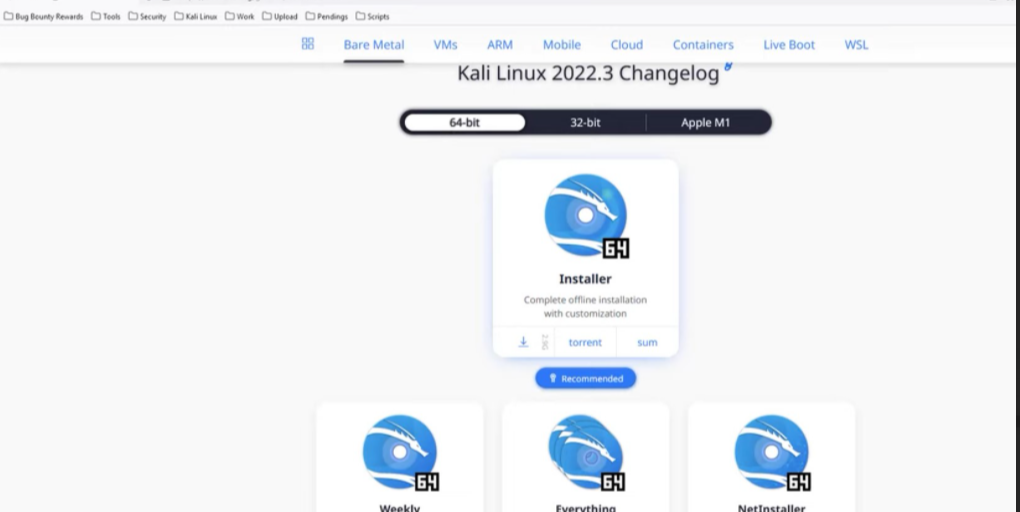 Bug Bounty Rewards Tools Security Kali Linux Work Upload Pendings Scripts
Bare Metal VMs ARM Mobile Cloud Containers Live Boot WSL
Kali Linux 2022.3 Changelog
64-bit 32-bit Apple M1
64
Installer
Complete offline installation
with customization
2.9G torrent sum
Recommended
64 64 64
Weekly Everything NetInstaller